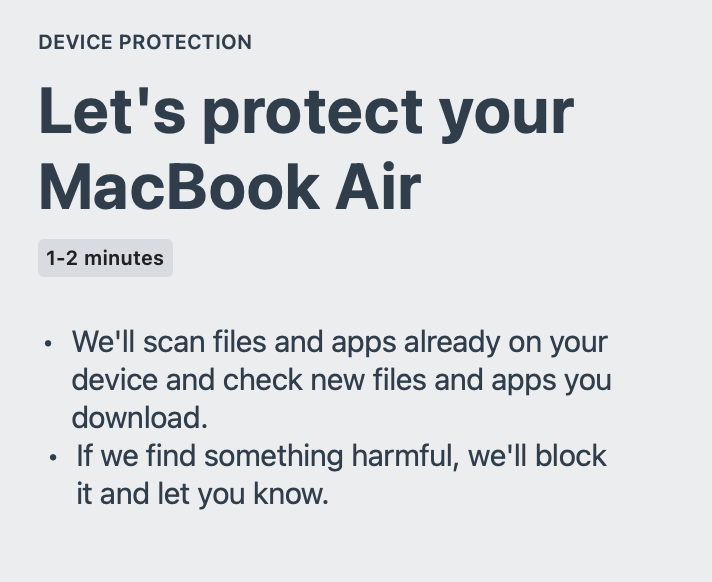 DEVICE PROTECTION
Let's protect your
MacBook Air
1-2 minutes
• We'll scan files and apps already on your
device and check new files and apps you
download.
• If we find something harmful, we'll block
it and let you know.